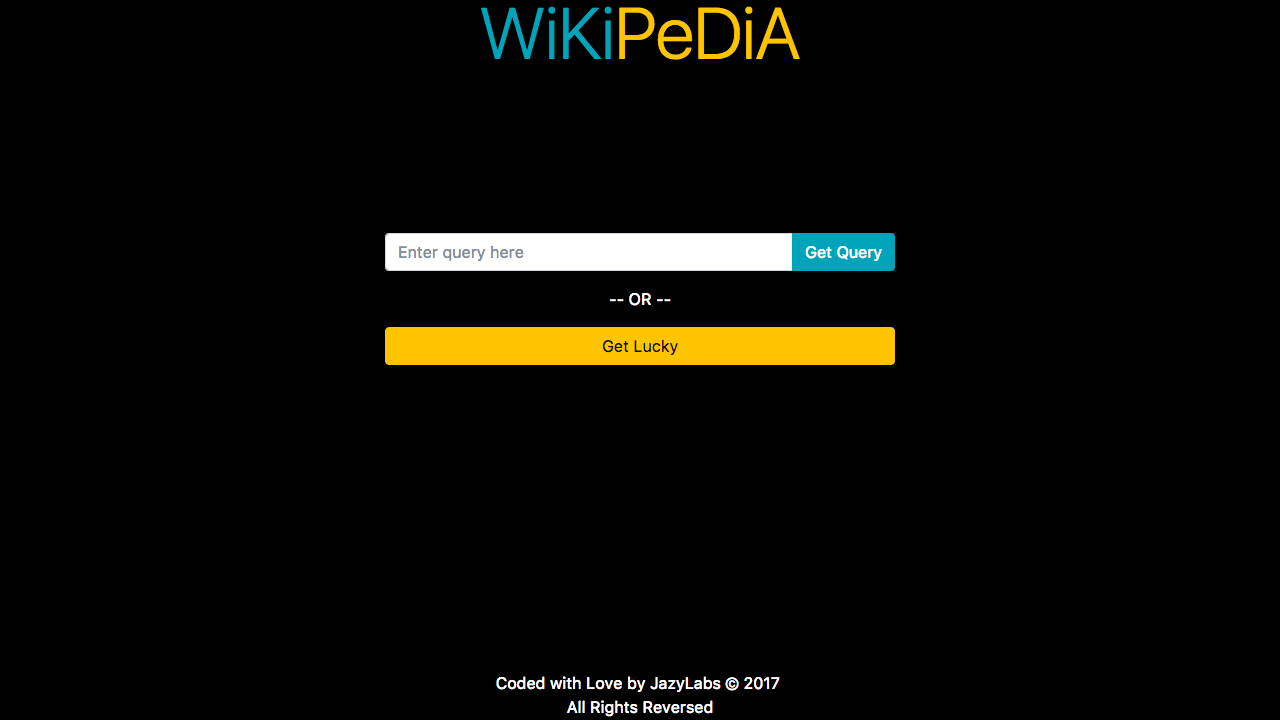 WiKiPeDiA
Enter query here
Get Query
-- OR --
Get Lucky
Coded with Love by JazyLabs © 2017
All Rights Reversed